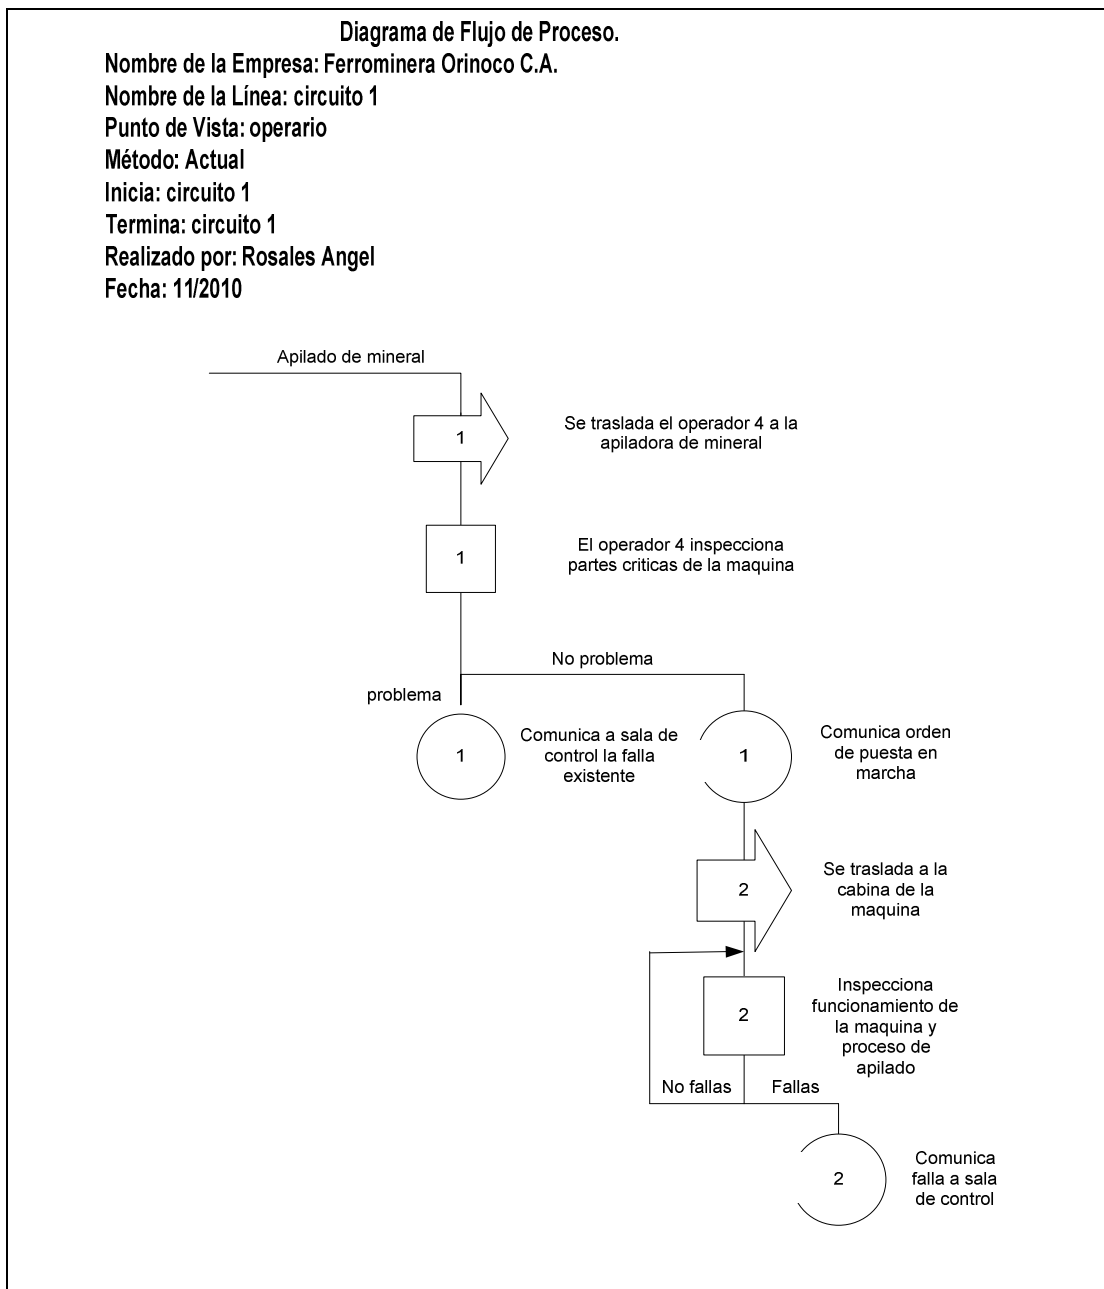 Diagrama de Flujo de Proceso.
Nombre de la Empresa: Ferrominera Orinoco C.A.
Nombre de la Línea: circuito 1
Punto de Vista: operario
Método: Actual
Inicia: circuito 1
Termina: circuito 1
Realizado por: Rosales Angel
Fecha: 11/2010
Apilado de mineral
1
Se traslada el operador 4 a la
apiladora de mineral
1
El operador 4 inspecciona
partes criticas de la maquina
No problema
problema
1
Comunica a sala de
control la falla
existente
1
Comunica orden
de puesta en
marcha
2
Se traslada a la
cabina de la
maquina
2
Inspecciona
funcionamiento de
la maquina y
proceso de
apilado
No fallas
Fallas
2
Comunica
falla a sala
de control